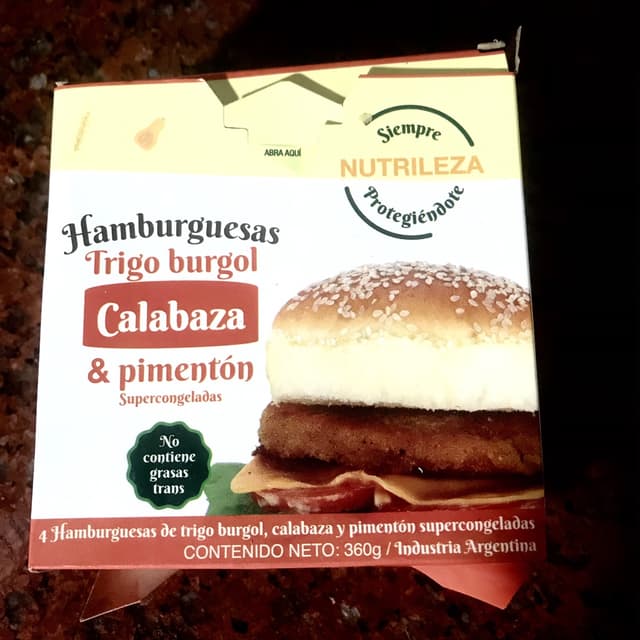 ABRA AQUÍ
Siempre
NUTRILEZA
Protegiéndote
Hamburguesas
Trigo burgol
Calabaza
& pimentón
Supercongeladas
No
contiene
grasas
trans
4 Hamburguesas de trigo burgol, calabaza y pimentón supercongeladas
CONTENIDO NETO: 360g / Industria Argentina